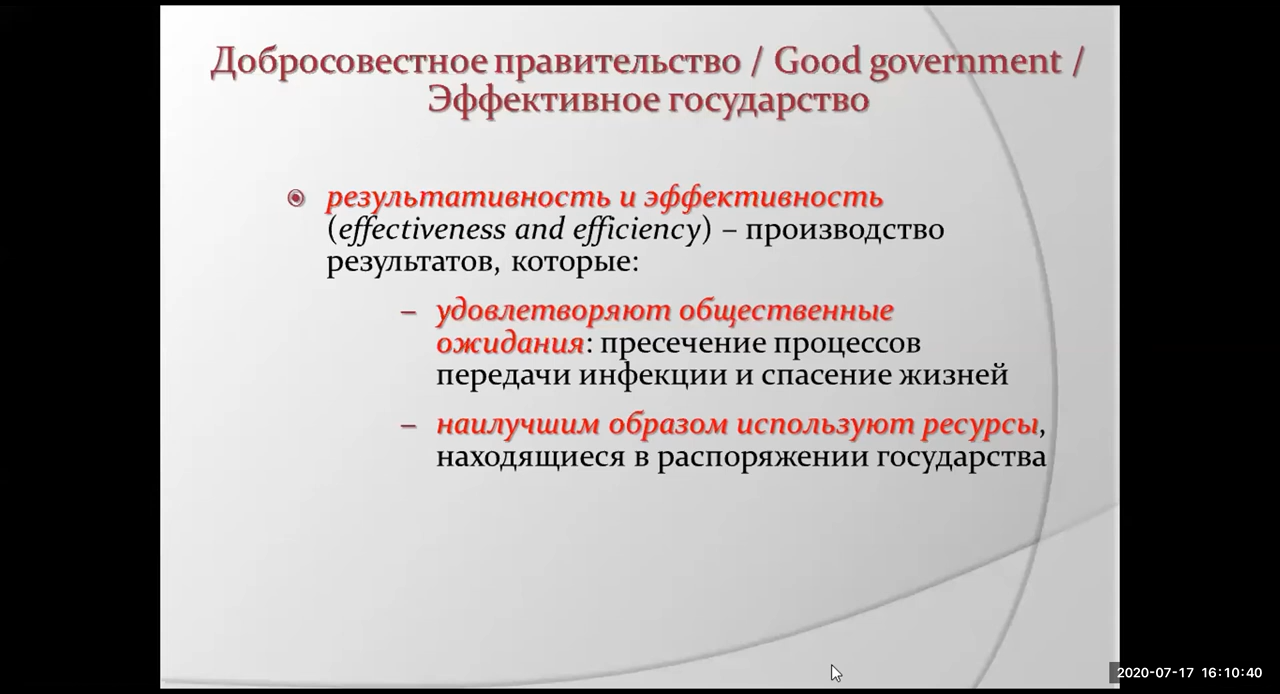 Добросовестное правительство / Good government /
Эффективное государство
результативность и эффективность
(effectiveness and efficiency) – производство
результатов, которые:
– удовлетворяют общественные
ожидания: пресечение процессов
передачи инфекции и спасение жизней
– наилучшим образом используют ресурсы,
находящиеся в распоряжении государства
2020-07-17 16:10:40